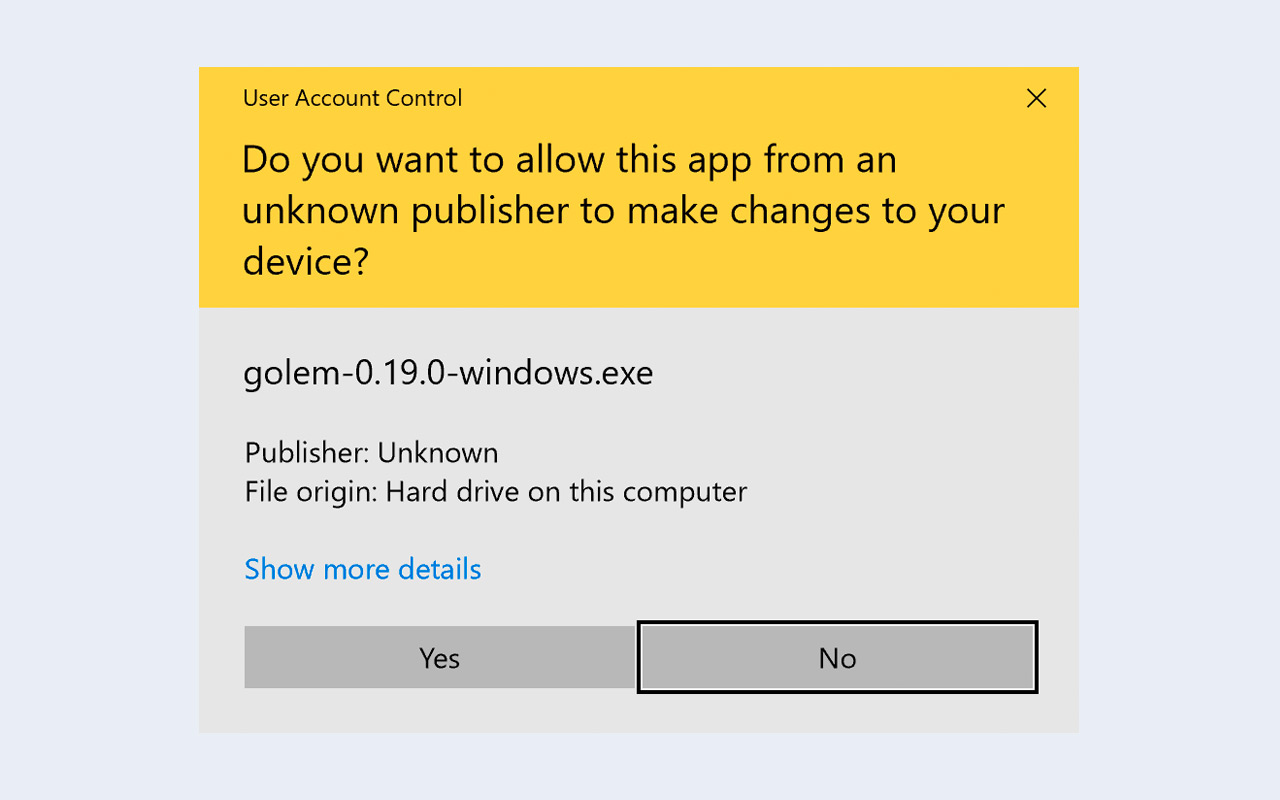 User Account Control
Do you want to allow this app from an
unknown publisher to make changes to your
device?
golem-0.19.0-windows.exe
Publisher: Unknown
File origin: Hard drive on this computer
Show more details
Yes
No